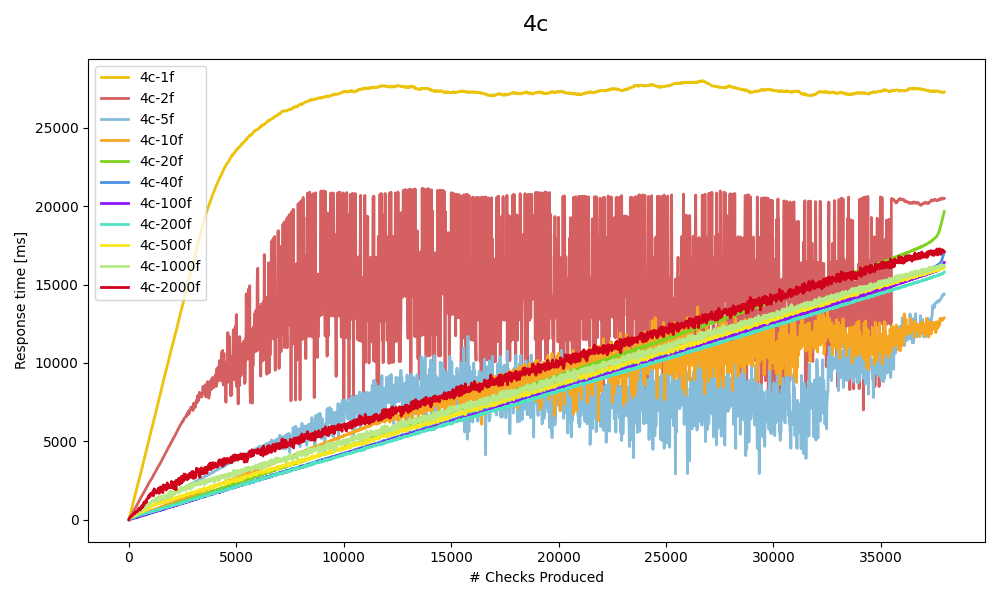 4c
4c-1f
4c-2f
4c-5f
4c-10f
4c-20f
4c-40f
4c-100f
4c-200f
4c-500f
4c-1000f
4c-2000f
Response time [ms]
25000
20000
15000
10000
5000
0
0 5000 10000 15000 20000 25000 30000 35000
# Checks Produced